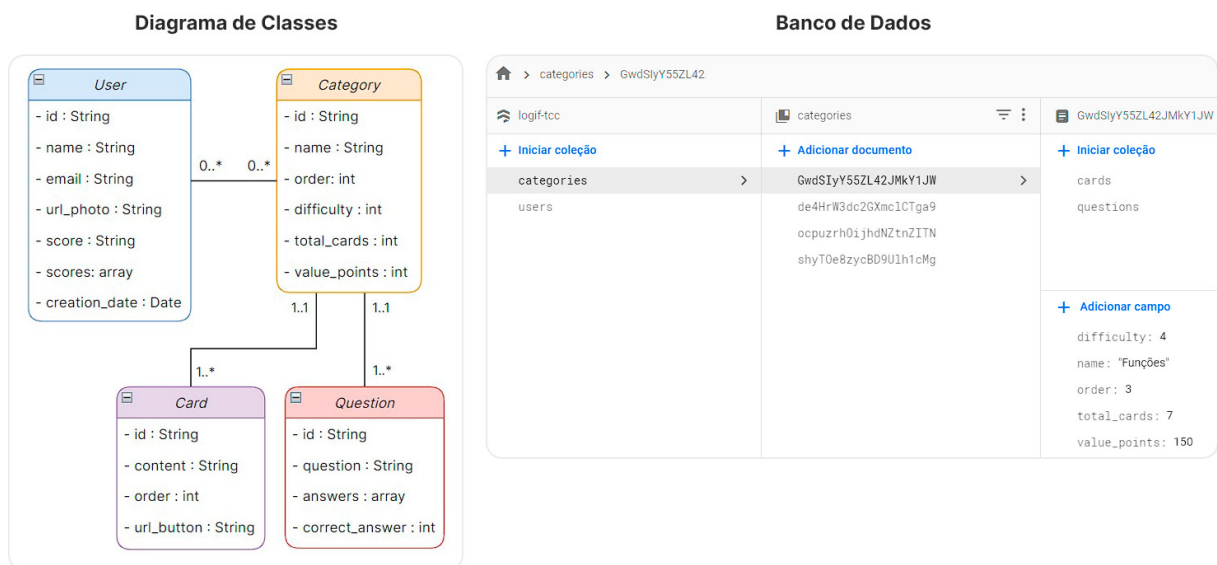 Diagrama de Classes
User
- id : String
- name : String
- email : String
- url_photo : String
- score : String
- scores: array
- creation_date : Date
0..* 0..*
Category
- id : String
- name : String
- order: int
- difficulty : int
- total_cards : int
- value_points : int
1..1 1..1
1..* 1..*
Card
- id : String
- content : String
- order : int
- url_button : String
Question
- id : String
- question : String
- answers : array
- correct_answer : int
Banco de Dados
categories > GwdSIyY55ZL42
logif-tcc
+ Iniciar coleção
categories
users
categories
+ Adicionar documento
GwdSIyY55ZL42JMkY1JW
de4HrW3dc2GXmclCTga9
ocpuzrhOijhdNZtnZITN
shyTOe8zycBD9Ulh1cMg
GwdSIyY55ZL42JMkY1JW
+ Iniciar coleção
cards
questions
+ Adicionar campo
difficulty: 4
name: "Funções"
order: 3
total_cards: 7
value_points: 150